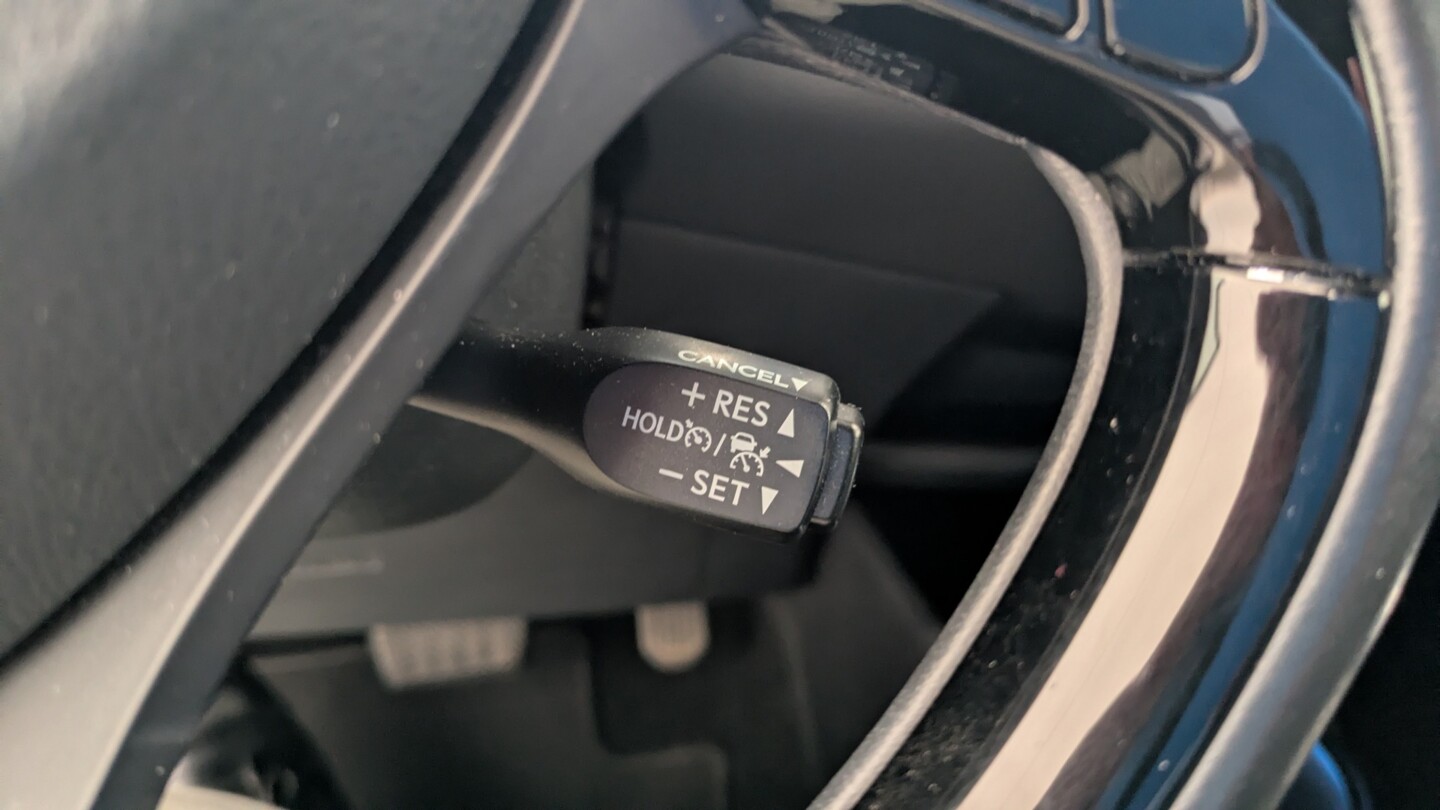 CANCEL▼
+ RES ▲
HOLD / ◀
− SET ▼